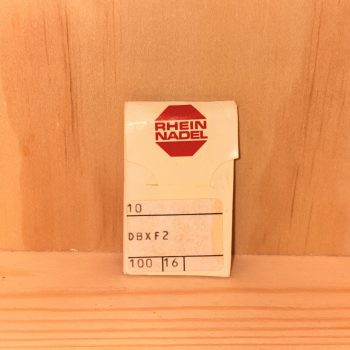 RHEIN
NADEL
10
DBXF2
100 16